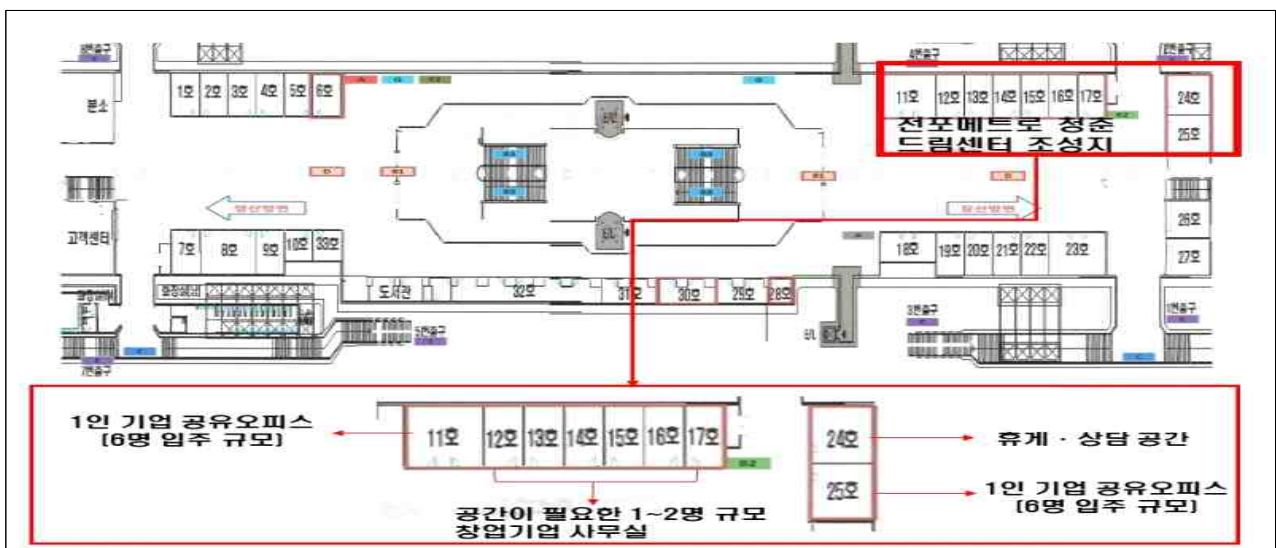 8번출구
4번출구
2번출구
1호 2호 3호 4호 5호 6호
11호 12호 13호 14호 15호 16호 17호
24호
본소
전포메트로 청춘
드림센터 조성지
25호
E/L
고객센터
7호 8호 9호 10호 33호
18호 19호 20호 21호 22호 23호
26호
27호
도서관 32호 31호 30호 29호 28호
5번출구
E/L
3번출구
1번출구
7번출구
1인 기업 공유오피스
(6명 입주 규모)
11호 12호 13호 14호 15호 16호 17호
24호
휴게 · 상담 공간
25호
1인 기업 공유오피스
(6명 입주 규모)
공간이 필요한 1~2명 규모
창업기업 사무실